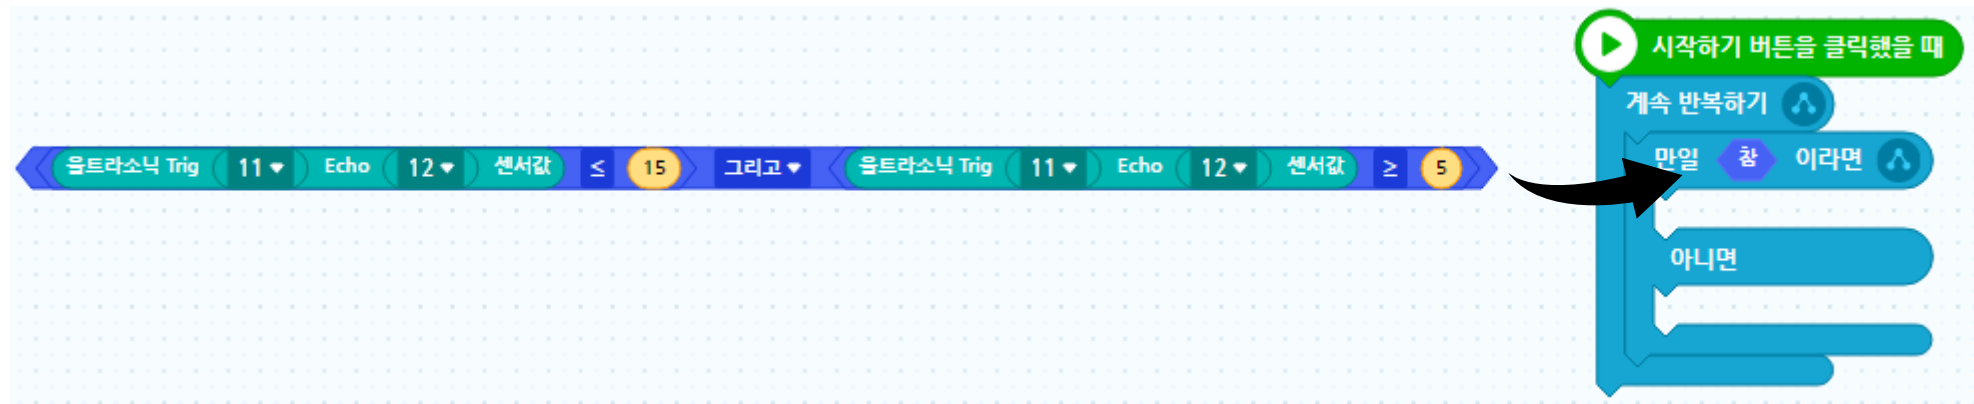 시작하기 버튼을 클릭했을 때
계속 반복하기
울트라소닉 Trig 11 Echo 12 센서값 ≤ 15 그리고 울트라소닉 Trig 11 Echo 12 센서값 ≥ 5
만일 참 이라면
아니면